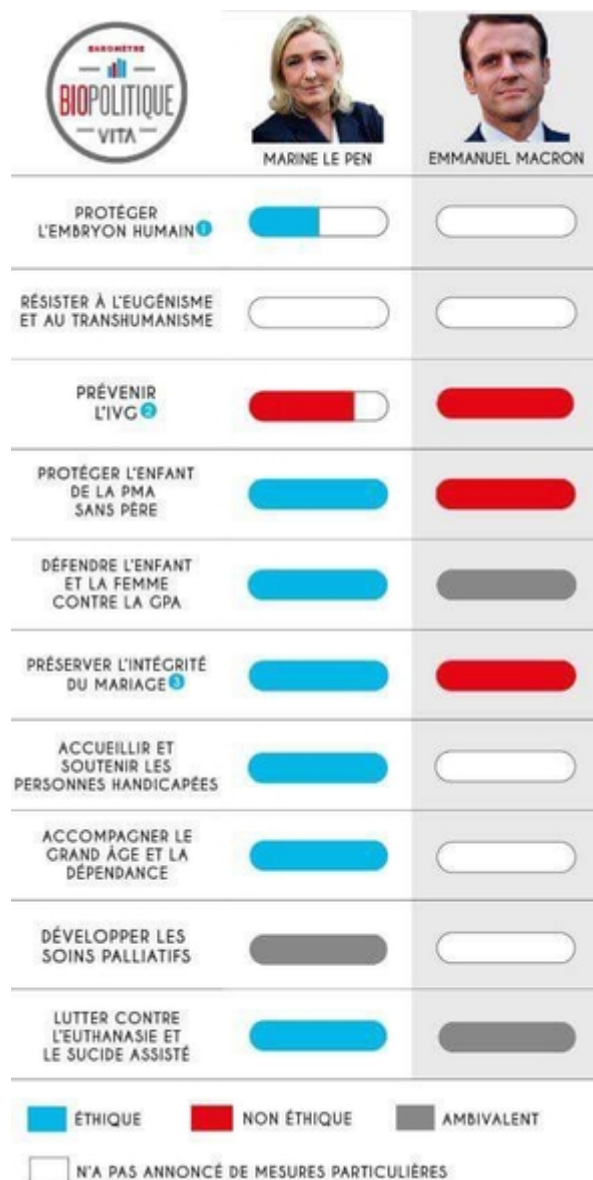 BAROMÈTRE
BIOPOLITIQUE
VITA
MARINE LE PEN
EMMANUEL MACRON
PROTÉGER
L'EMBRYON HUMAIN 1
RÉSISTER À L'EUGÉNISME
ET AU TRANSHUMANISME
PRÉVENIR
L'IVG 2
PROTÉGER L'ENFANT
DE LA PMA
SANS PÈRE
DÉFENDRE L'ENFANT
ET LA FEMME
CONTRE LA GPA
PRÉSERVER L'INTÉGRITÉ
DU MARIAGE 3
ACCUEILLIR ET
SOUTENIR LES
PERSONNES HANDICAPÉES
ACCOMPAGNER LE
GRAND ÂGE ET LA
DÉPENDANCE
DÉVELOPPER LES
SOINS PALLIATIFS
LUTTER CONTRE
L'EUTHANASIE ET
LE SUCIDE ASSISTÉ
ÉTHIQUE
NON ÉTHIQUE
AMBIVALENT
N'A PAS ANNONCÉ DE MESURES PARTICULIÈRES